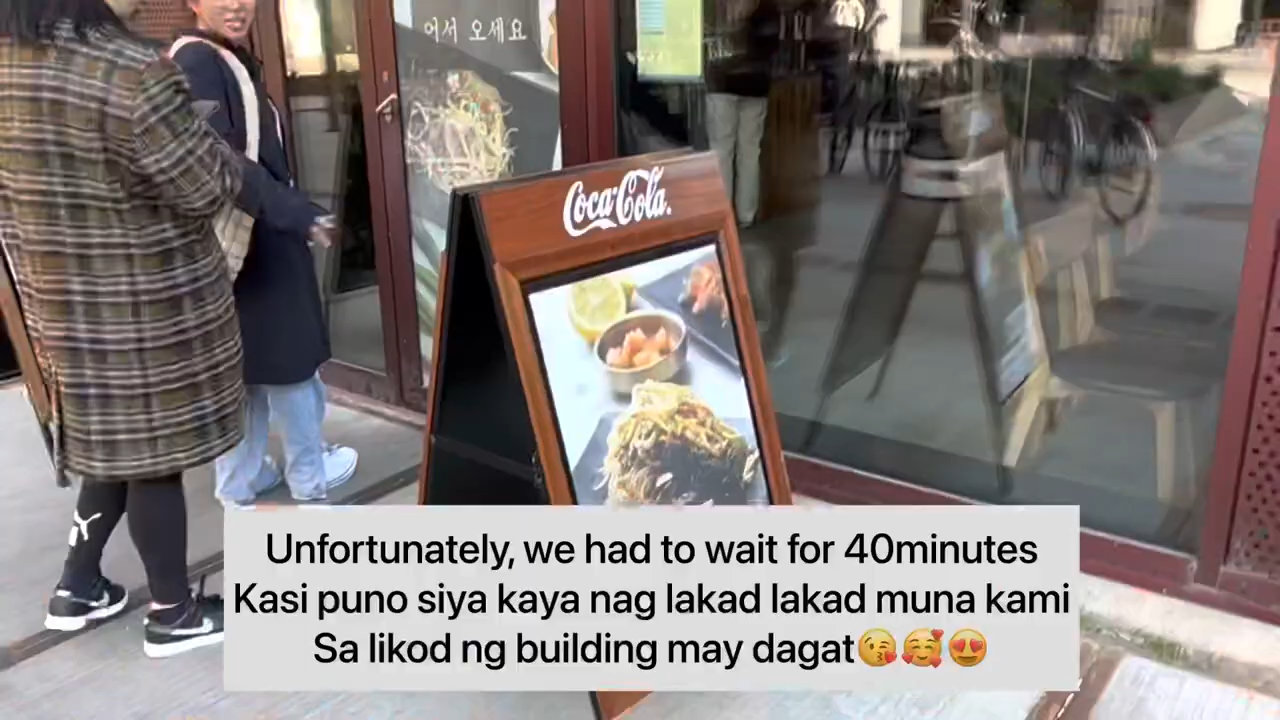 어서 오세요
Coca-Cola.
Unfortunately, we had to wait for 40minutes
Kasi puno siya kaya nag lakad lakad muna kami
Sa likod ng building may dagat😘🥰😍